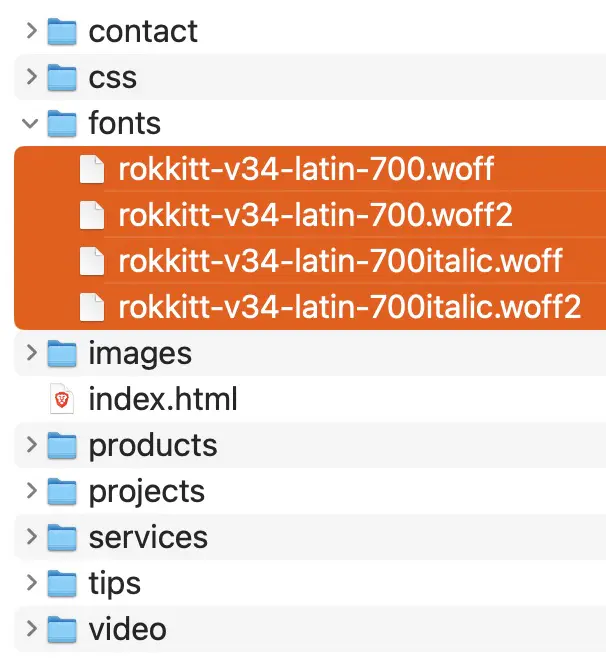 contact
css
fonts
rokkitt-v34-latin-700.woff
rokkitt-v34-latin-700.woff2
rokkitt-v34-latin-700italic.woff
rokkitt-v34-latin-700italic.woff2
images
index.html
products
projects
services
tips
video